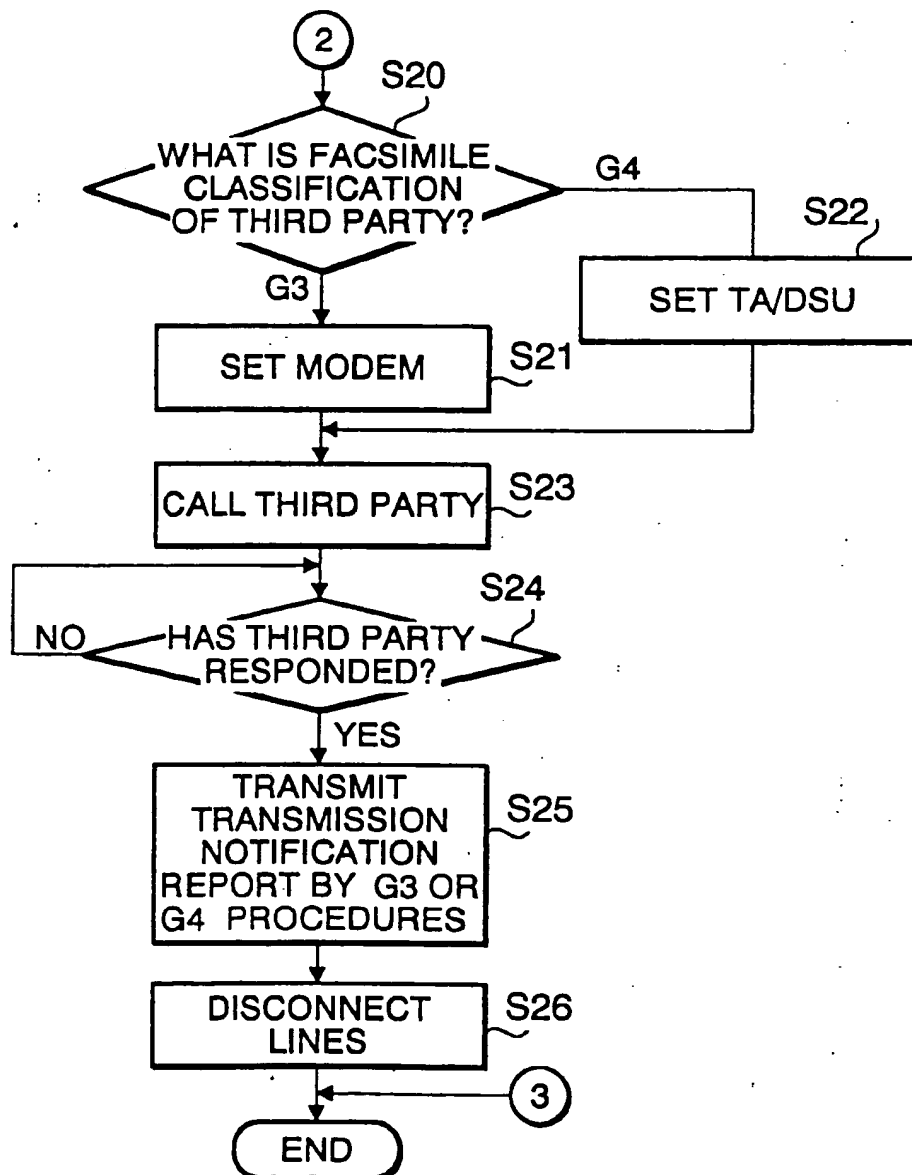 2
S20
WHAT IS FACSIMILE
CLASSIFICATION
OF THIRD PARTY?
G4
S22
SET TA/DSU
G3
SET MODEM
S21
CALL THIRD PARTY
S23
S24
NO
HAS THIRD PARTY
RESPONDED?
YES
TRANSMIT
TRANSMISSION
NOTIFICATION
REPORT BY G3 OR
G4 PROCEDURES
S25
DISCONNECT
LINES
S26
3
END